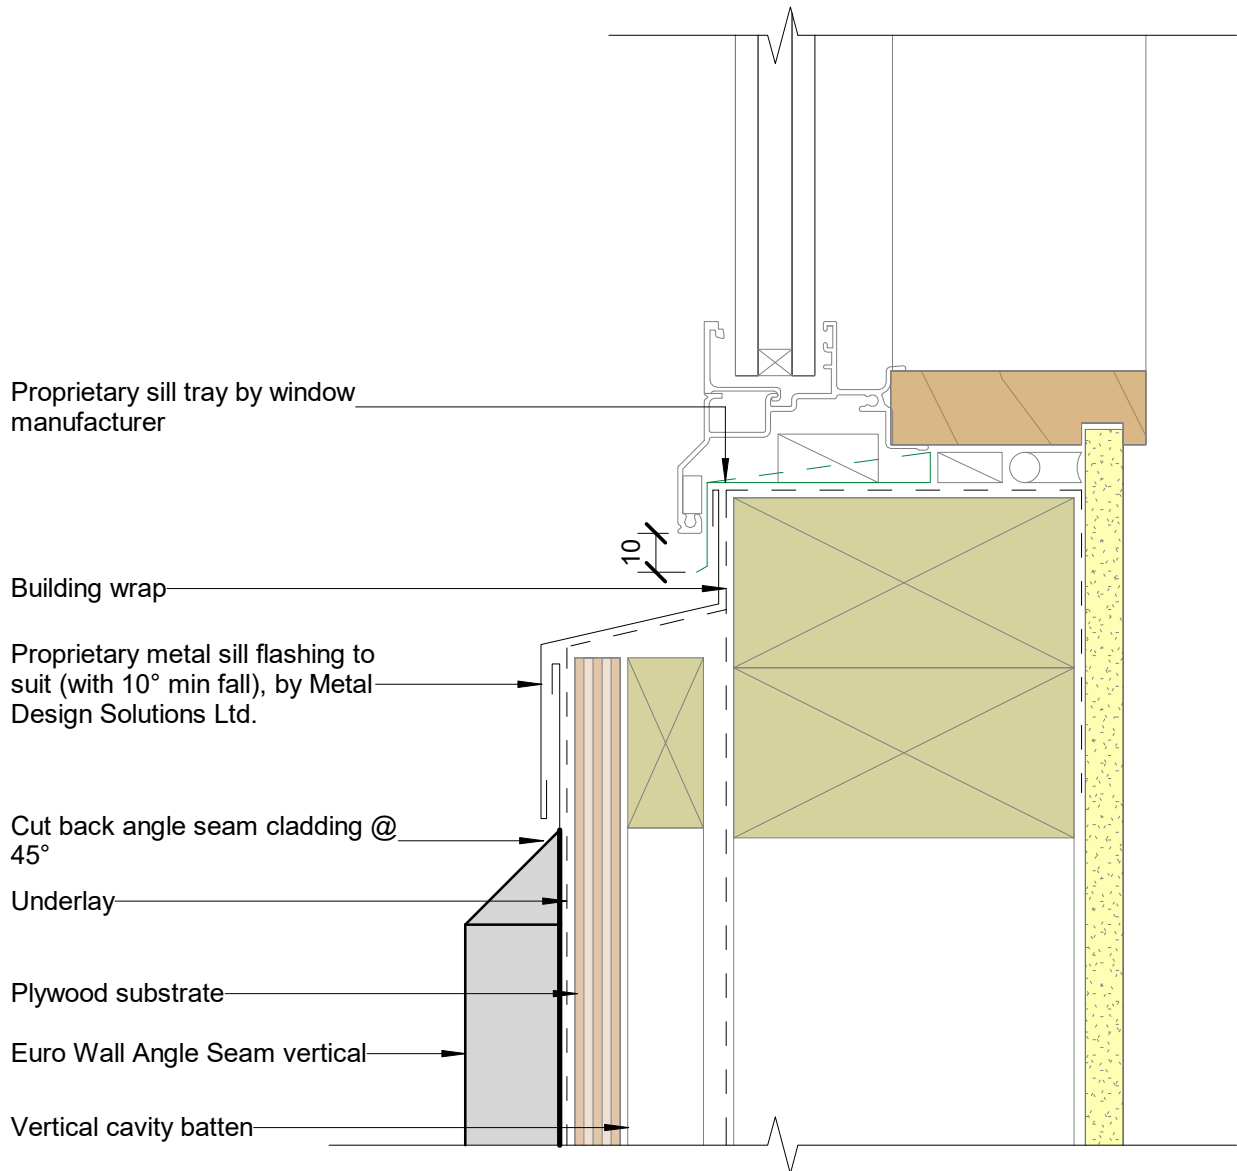 Proprietary sill tray by window
manufacturer
10
Building wrap
Proprietary metal sill flashing to
suit (with 10° min fall), by Metal
Design Solutions Ltd.
Cut back angle seam cladding @
45°
Underlay
Plywood substrate
Euro Wall Angle Seam vertical
Vertical cavity batten